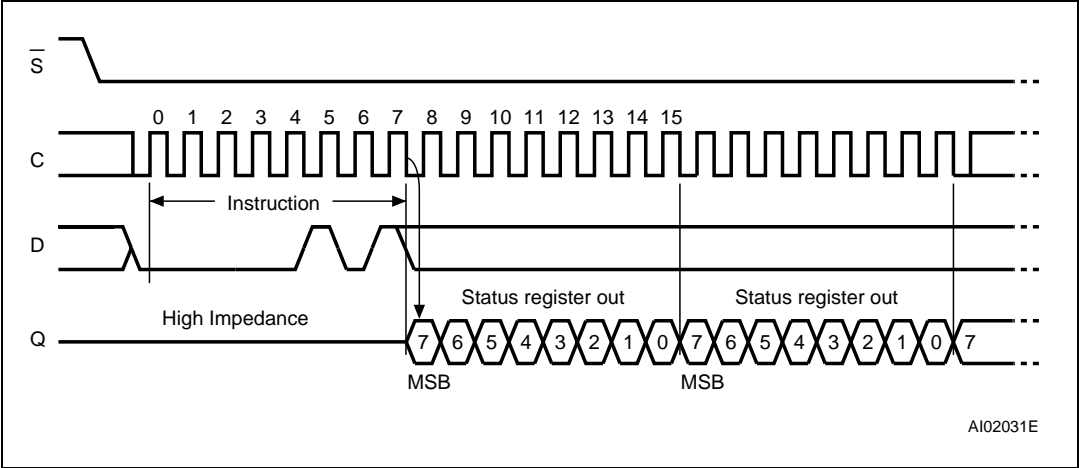 S
0 1 2 3 4 5 6 7 8 9 10 11 12 13 14 15
C
Instruction
D
Status register out Status register out
High Impedance
Q 7 6 5 4 3 2 1 0 7 6 5 4 3 2 1 0 7
MSB MSB
AI02031E